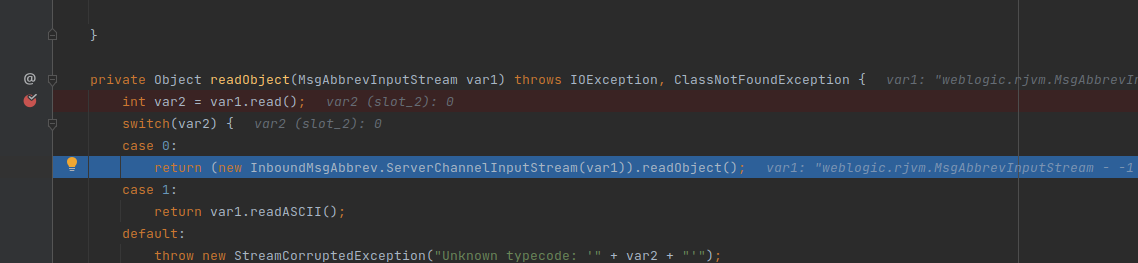 }
@ private Object readObject(MsgAbbrevInputStream var1) throws IOException, ClassNotFoundException {   var1: "weblogic.rjvm.MsgAbbrevIn
int var2 = var1.read();   var2 (slot_2): 0
switch(var2) {   var2 (slot_2): 0
case 0:
return (new InboundMsgAbbrev.ServerChannelInputStream(var1)).readObject();   var1: "weblogic.rjvm.MsgAbbrevInputStream - -1
case 1:
return var1.readASCII();
default:
throw new StreamCorruptedException("Unknown typecode: '" + var2 + "'");